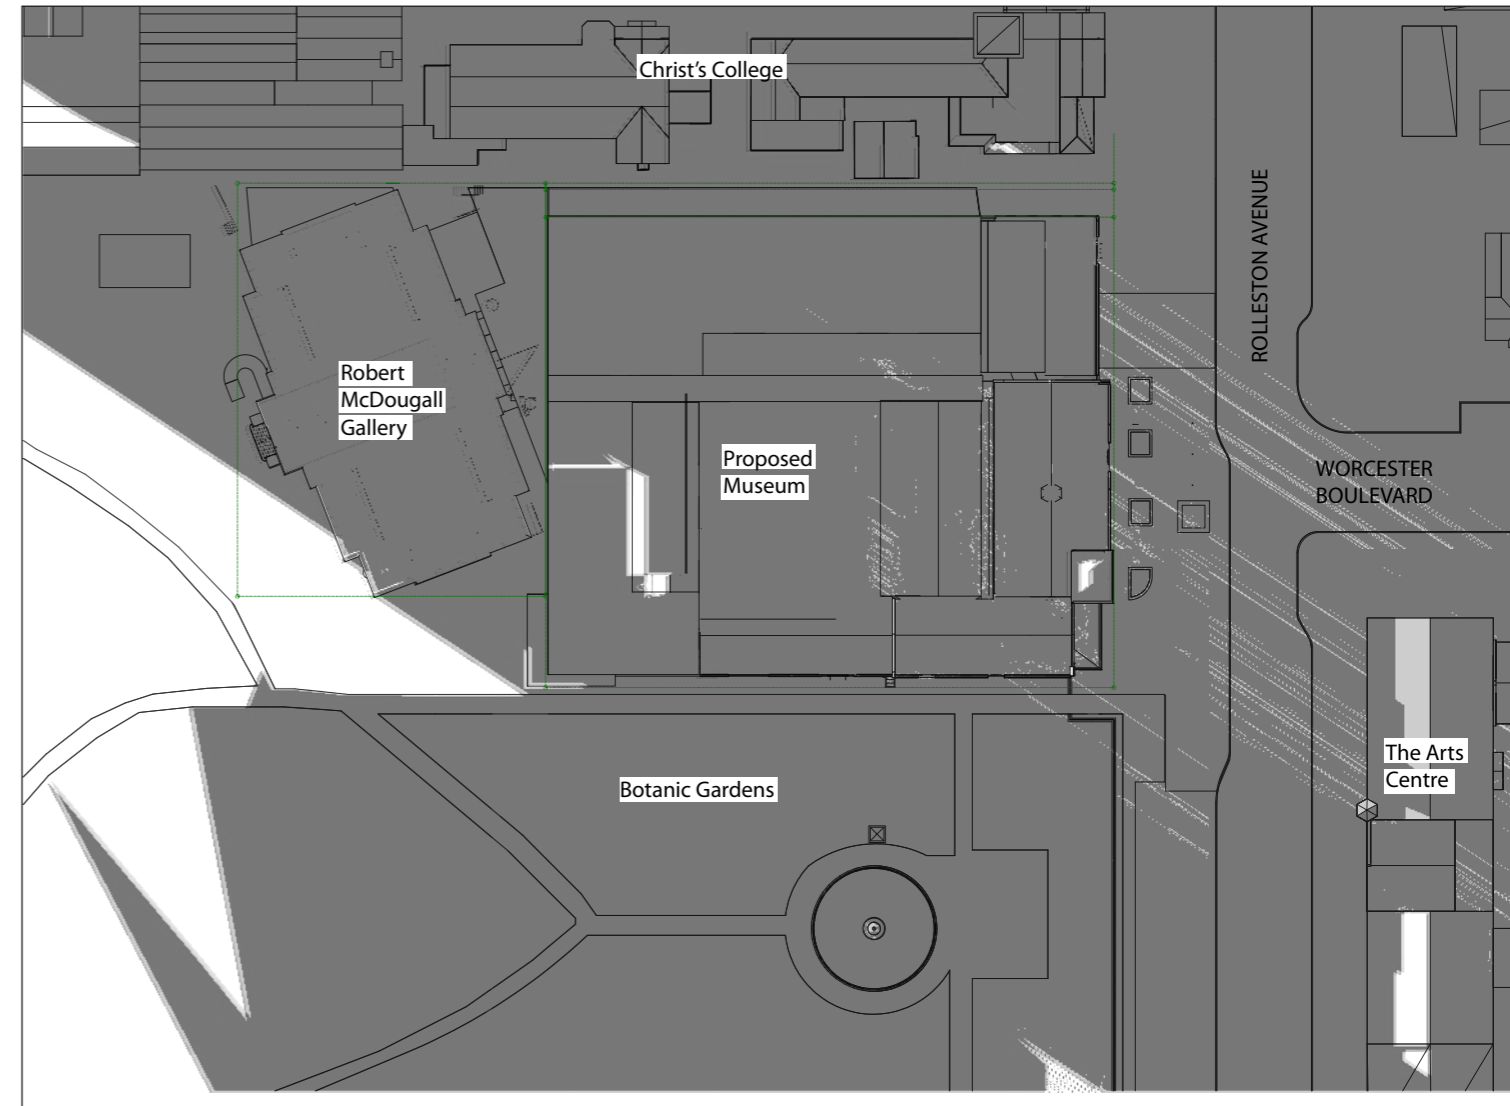 Christ's College
ROLLESTON AVENUE
Robert
McDougall
Gallery
Proposed
Museum
WORCESTER
BOULEVARD
The Arts
Centre
Botanic Gardens